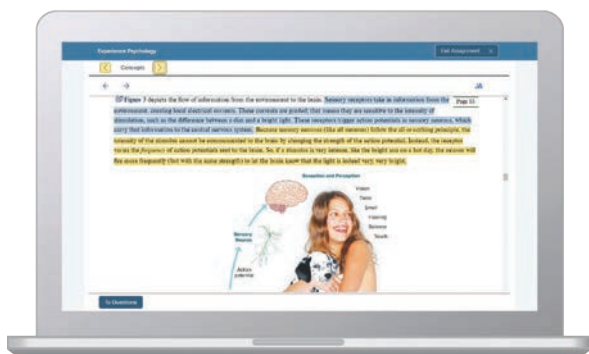 Experience Psychology
Exit Assignment X
Concepts
Figure 3 depicts the flow of information from the environment to the brain. Sensory receptors take in information from the
Page 85
environment, creating local electrical currents. These currents are graded; that means they are sensitive to the intensity of
stimulation, such as the difference between a dim and a bright light. These receptors trigger action potentials in sensory neurons, which
carry that information to the central nervous system. Because sensory neurons (like all neurons) follow the all-or-nothing principle, the
intensity of the stimulus cannot be communicated to the brain by changing the strength of the action potential. Instead, the receptor
varies the frequency of action potentials sent to the brain. So, if a stimulus is very intense, like the bright sun on a hot day, the neuron will
fire more frequently (but with the same strength) to let the brain know that the light is indeed very, very bright.
Sensation and Perception
Vision
Taste
Smell
Hearing
Balance
Touch
Sensory
Neuron
Action
potential
To Questions